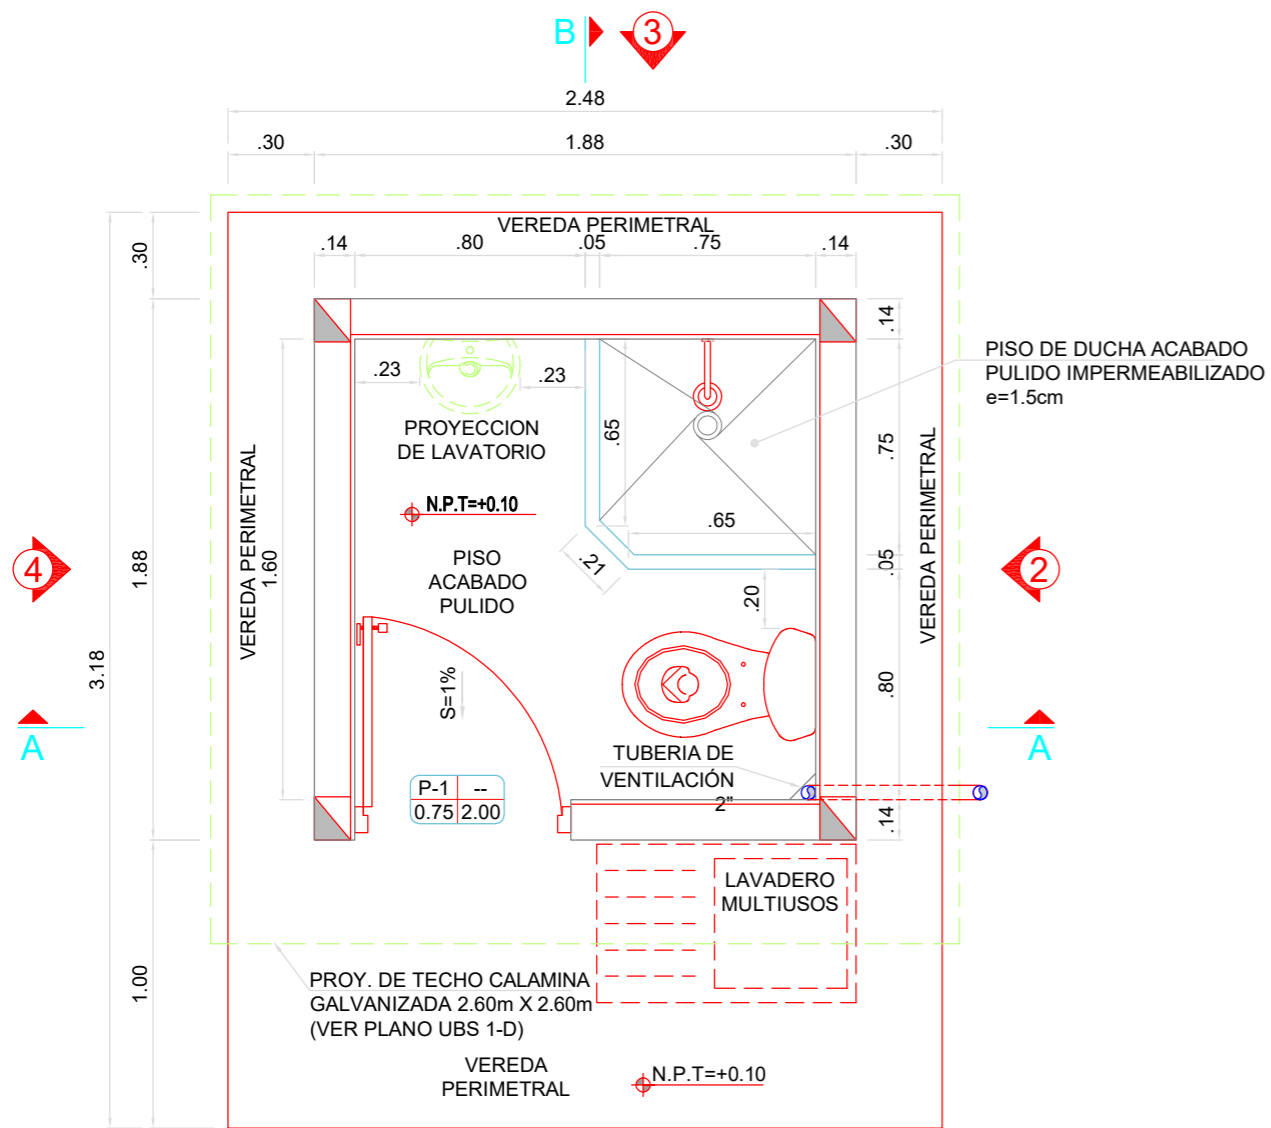 B
3
2.48
.30
1.88
.30
VEREDA PERIMETRAL
.14
.80
.05
.75
.14
.30
.14
PISO DE DUCHA ACABADO
PULIDO IMPERMEABILIZADO
e=1.5cm
.23
.23
PROYECCION
DE LAVATORIO
.65
.75
N.P.T=+0.10
.65
VEREDA PERIMETRAL
1.60
VEREDA PERIMETRAL
4
1.88
PISO
ACABADO
PULIDO
.21
.05
2
.20
3.18
S=1%
.80
A
A
TUBERIA DE
VENTILACIÓN
2"
P-1
--
0.75
2.00
.14
LAVADERO
MULTIUSOS
1.00
PROY. DE TECHO CALAMINA
GALVANIZADA 2.60m X 2.60m
(VER PLANO UBS 1-D)
VEREDA
PERIMETRAL
N.P.T=+0.10